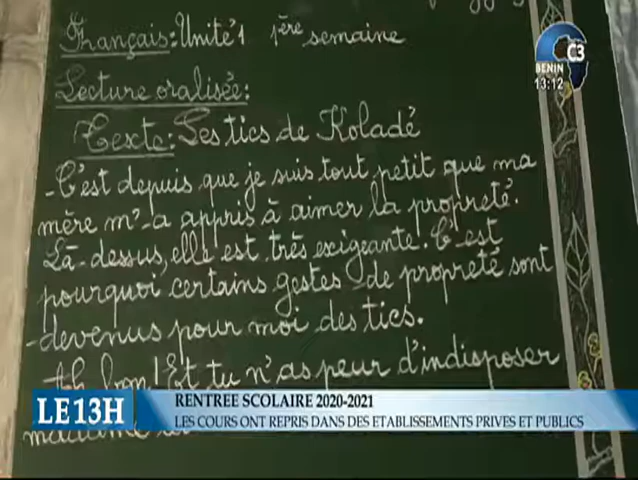 Français: Unité 1 1ère semaine
Lecture oralisée:
Texte: Les tics de Koladé
- C'est depuis que je suis tout petit que ma
mère m'-a appris à aimer la propreté.
Là-dessus, elle est très exigeante. C'est
pourquoi certains gestes de propreté sont
devenus pour moi des tics.
- Ah bon! Et tu n'as peur d'indisposer
C3
BENIN
13:12
LE13H
RENTREE SCOLAIRE 2020-2021
LES COURS ONT REPRIS DANS DES ETABLISSEMENTS PRIVES ET PUBLICS